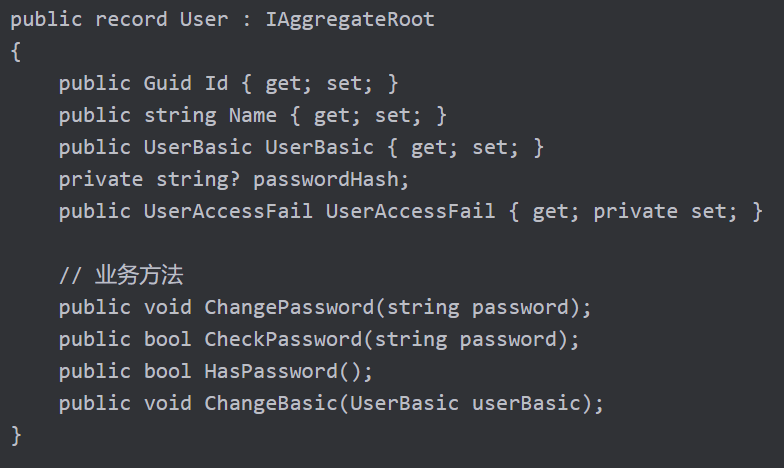 public record User : IAggregateRoot
{
    public Guid Id { get; set; }
    public string Name { get; set; }
    public UserBasic UserBasic { get; set; }
    private string? passwordHash;
    public UserAccessFail UserAccessFail { get; private set; }

    // 业务方法
    public void ChangePassword(string password);
    public bool CheckPassword(string password);
    public bool HasPassword();
    public void ChangeBasic(UserBasic userBasic);
}